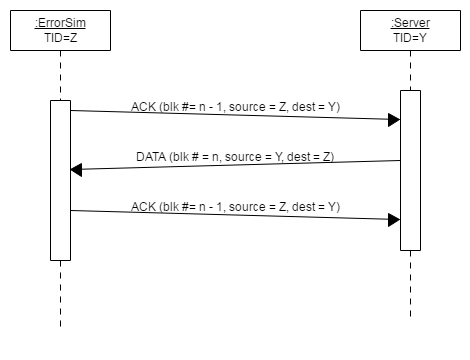 :ErrorSim
TID=Z
:Server
TID=Y
ACK (blk #= n - 1, source = Z, dest = Y)
DATA (blk # = n, source = Y, dest = Z)
ACK (blk #= n - 1, source = Z, dest = Y)